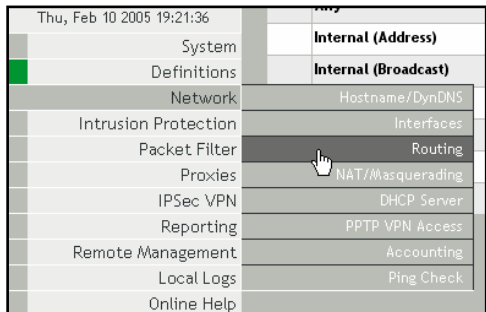 Thu, Feb 10 2005 19:21:36
System
Definitions
Network
Intrusion Protection
Packet Filter
Proxies
IPSec VPN
Reporting
Remote Management
Local Logs
Online Help
Internal (Address)
Internal (Broadcast)
Hostname/DynDNS
Interfaces
Routing
NAT/Masquerading
DHCP Server
PPTP VPN Access
Accounting
Ping Check